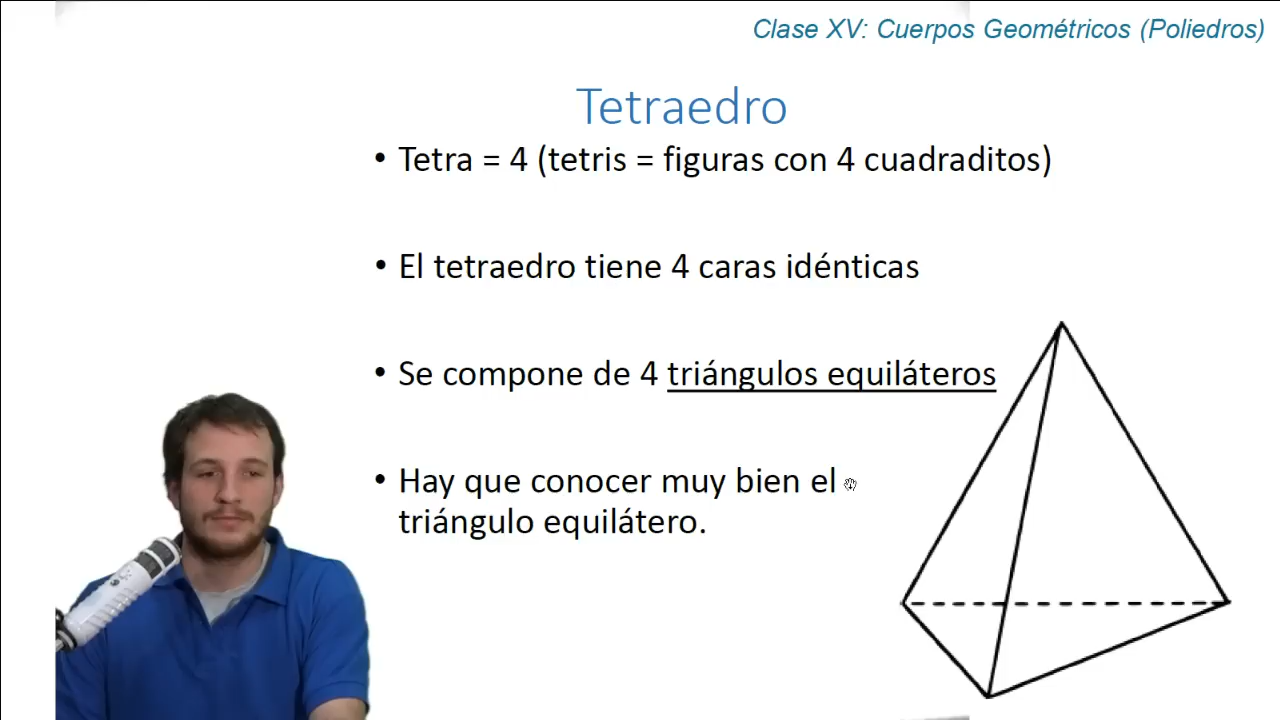 Clase XV: Cuerpos Geométricos (Poliedros)
Tetraedro
• Tetra = 4 (tetris = figuras con 4 cuadraditos)
• El tetraedro tiene 4 caras idénticas
• Se compone de 4 triángulos equiláteros
• Hay que conocer muy bien el
triángulo equilátero.